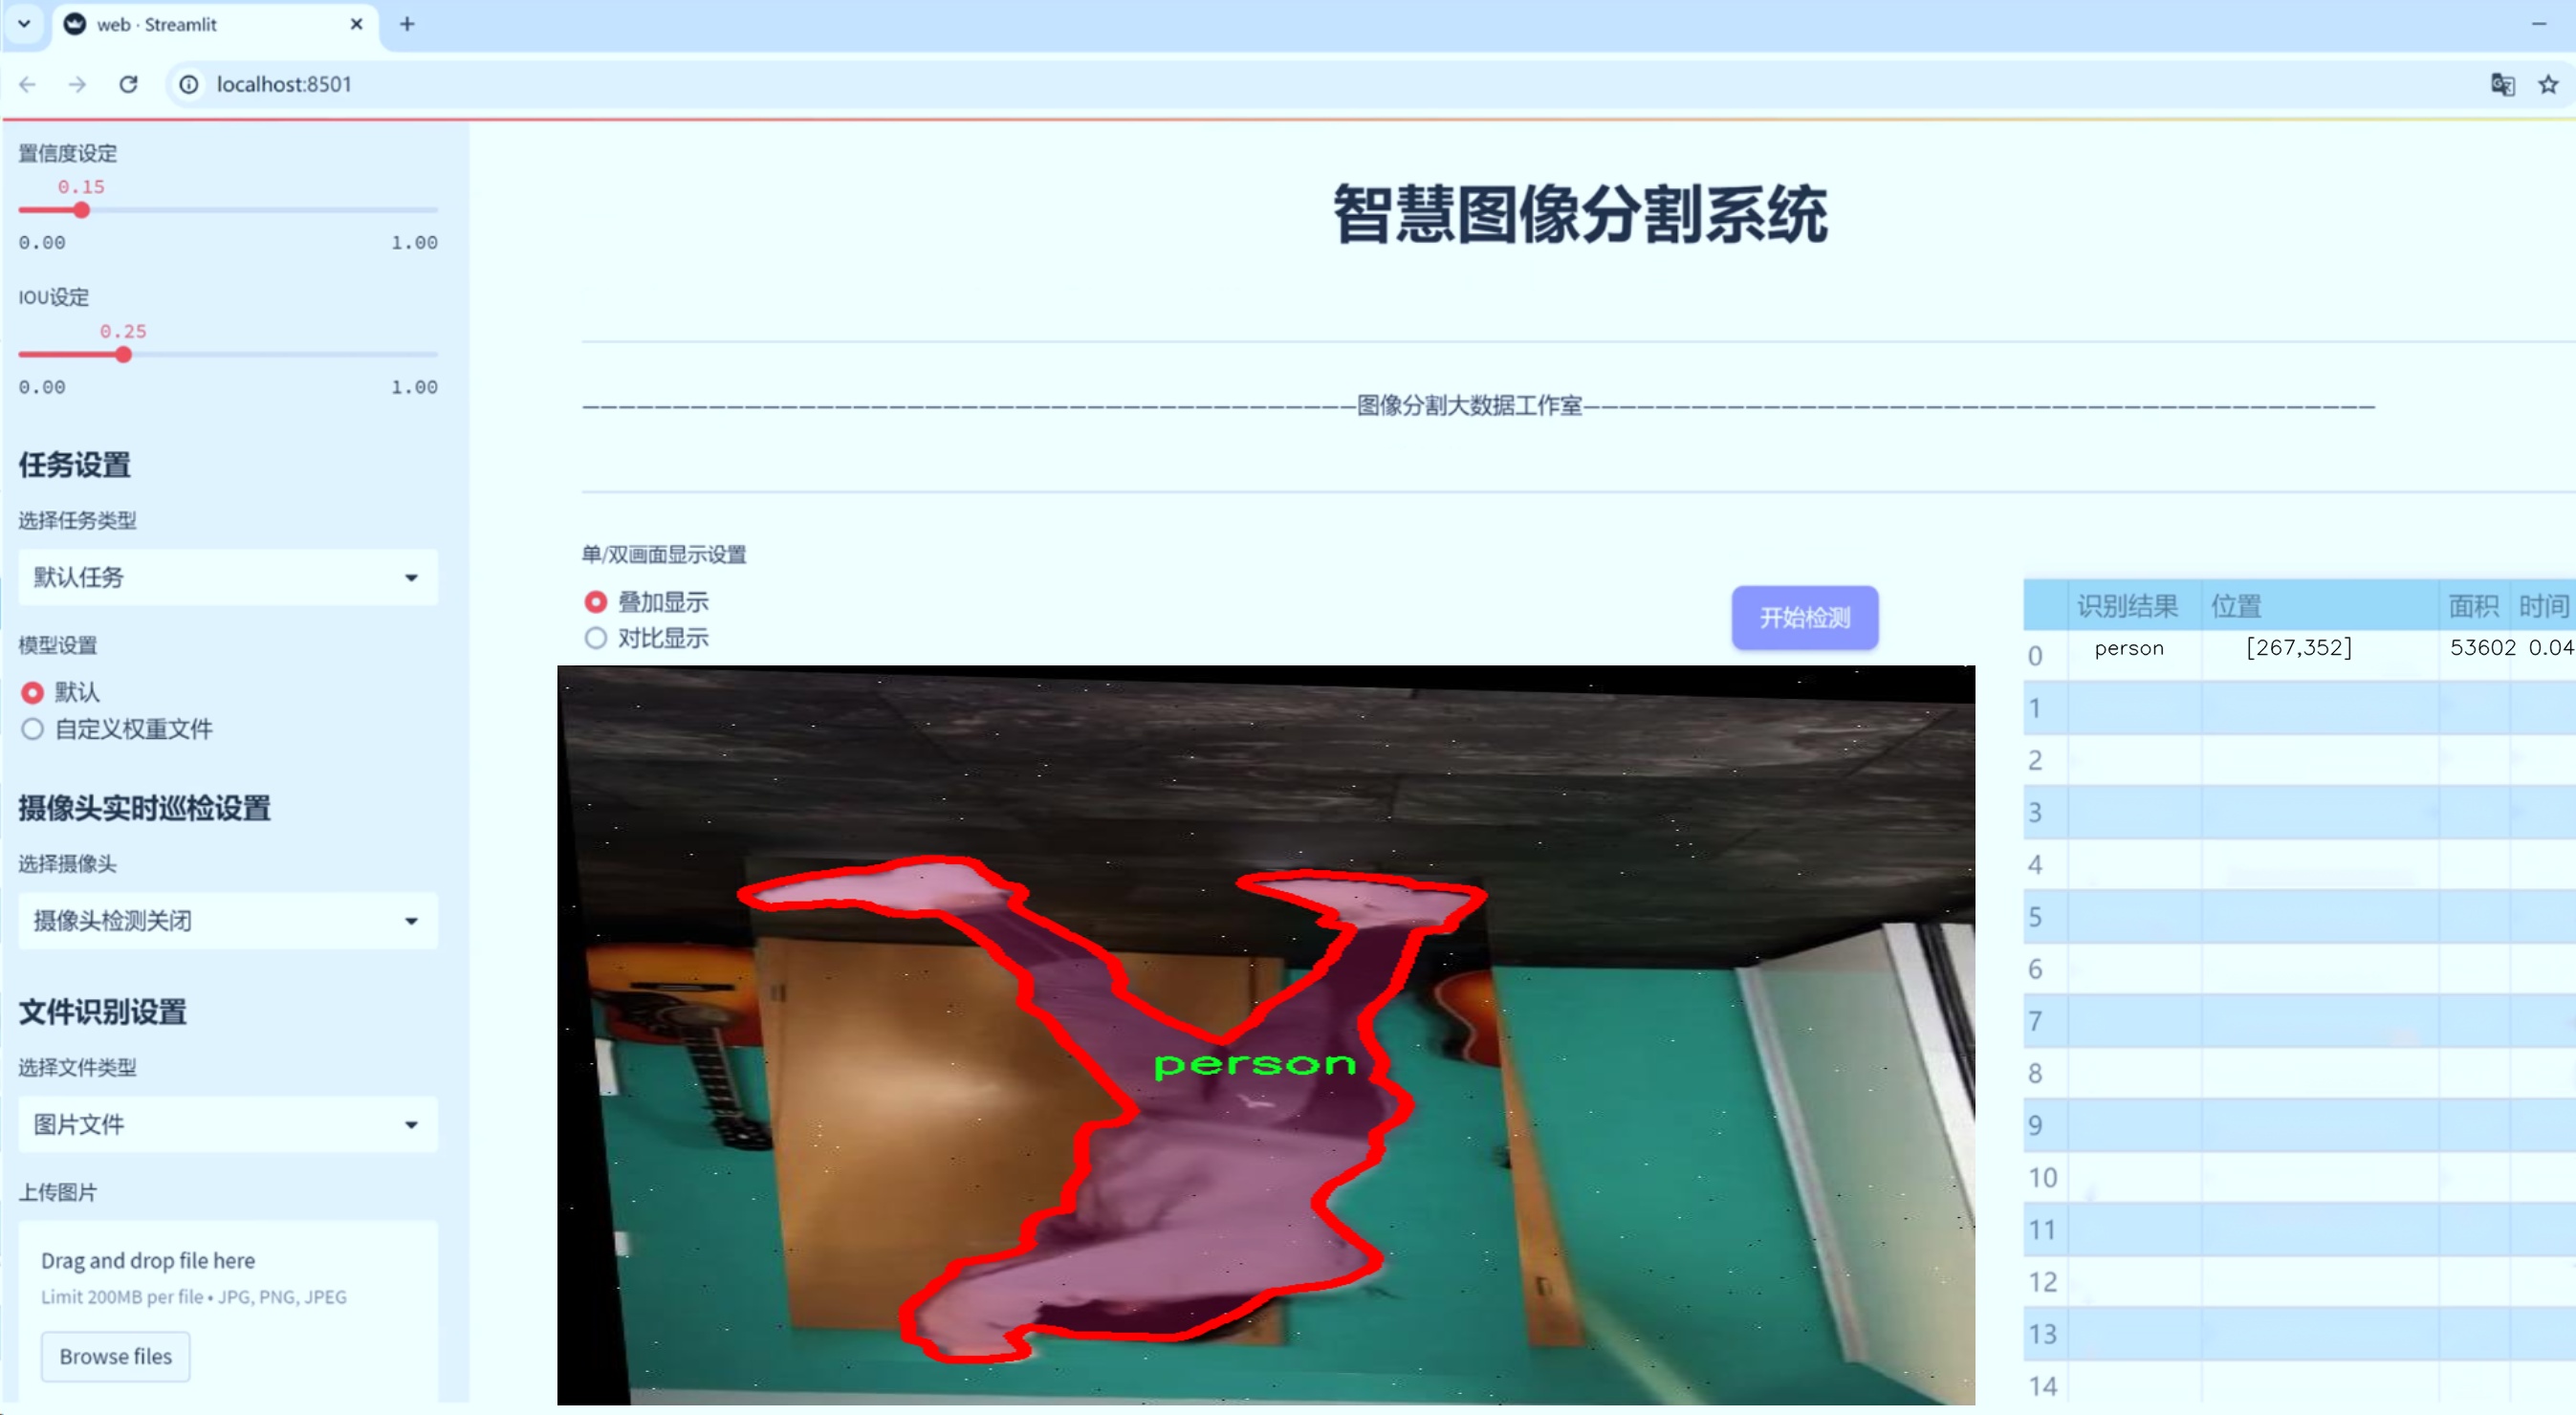 web · Streamlit
localhost:8501
置信度设定
0.15
0.00 1.00
IOU设定
0.25
0.00 1.00
任务设置
选择任务类型
默认任务
模型设置
默认
自定义权重文件
摄像头实时巡检设置
选择摄像头
摄像头检测关闭
文件识别设置
选择文件类型
图片文件
上传图片
Drag and drop file here
Limit 200MB per file • JPG, PNG, JPEG
Browse files
智慧图像分割系统
图像分割大数据工作室
单/双画面显示设置
叠加显示
对比显示
开始检测
person
识别结果 位置 面积 时间
0 person [267,352] 53602 0.04
1
2
3
4
5
6
7
8
9
10
11
12
13
14